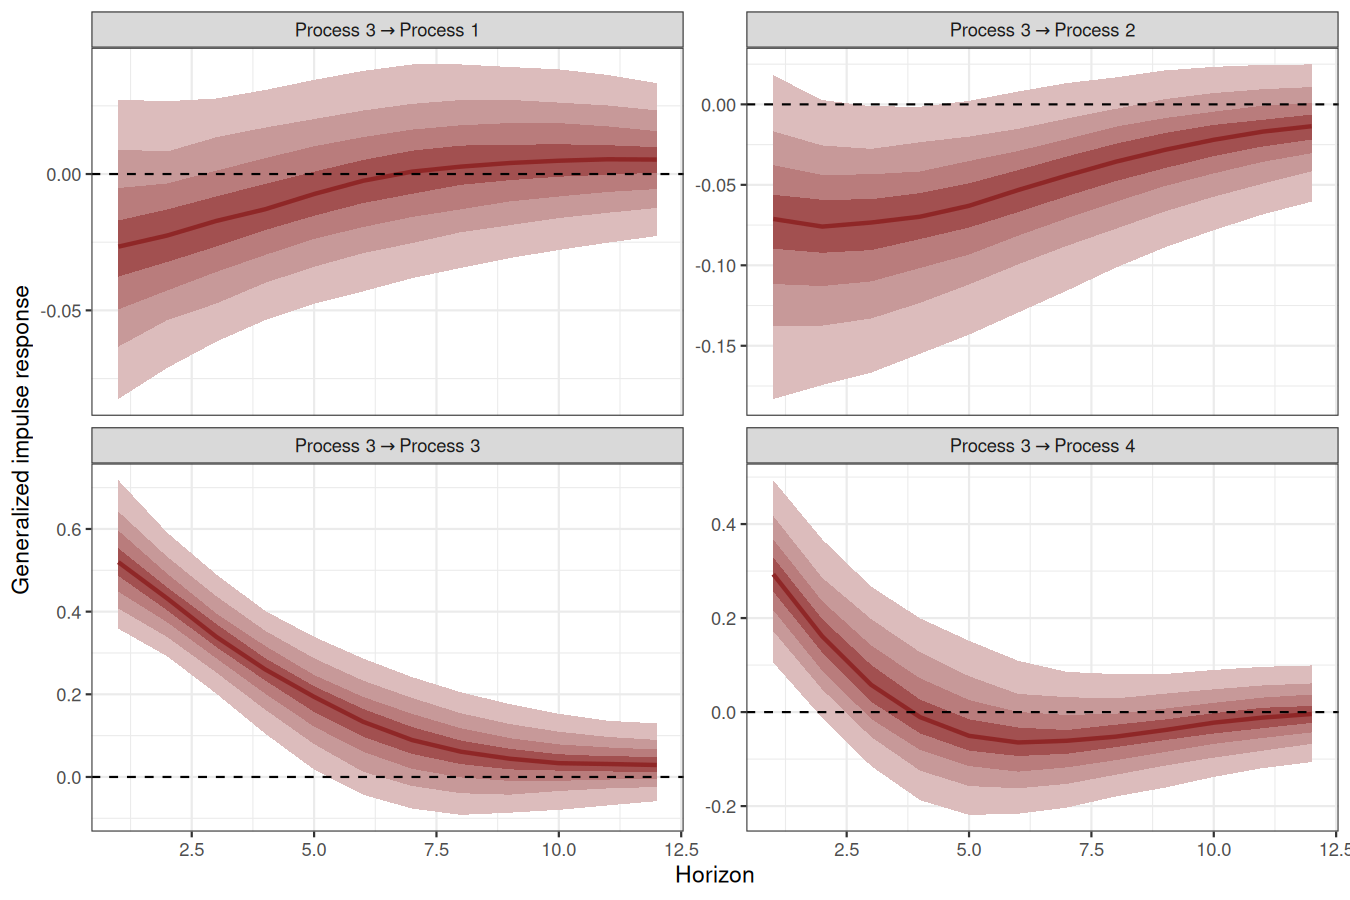 Process 3 → Process 1
Process 3 → Process 2
0.00
-0.05
0.00
-0.05
-0.10
-0.15
Process 3 → Process 3
Process 3 → Process 4
0.6
0.4
0.2
0.0
0.4
0.2
0.0
-0.2
2.5 5.0 7.5 10.0 12.5
2.5 5.0 7.5 10.0 12.5
Horizon
Generalized impulse response